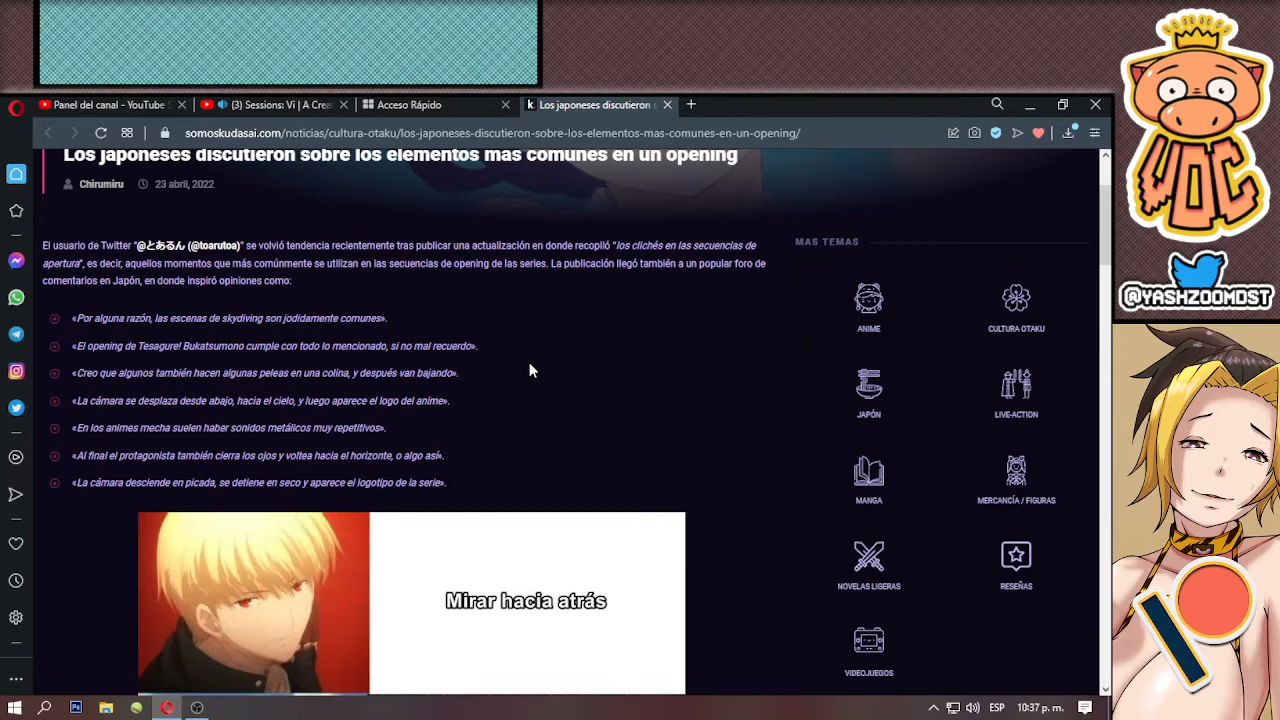 Panel del canal - YouTube S
(3) Sessions: Vi | A Crea
Acceso Rápido
Los japoneses discutieron s
somoskudasaii.com/noticias/cultura-otaku/los-japoneses-discutieron-sobre-los-elementos-mas-comunes-en-un-opening/
Los japoneses discutieron sobre los elementos mas comunes en un opening
Chirumiru
23 abril, 2022
El usuario de Twitter "@とあるん (@toarutoa)" se volvió tendencia recientemente tras publicar una actualización en donde recopiló "los clichés en las secuencias de
apertura", es decir, aquellos momentos que más comúnmente se utilizan en las secuencias de opening de las series. La publicación llegó también a un popular foro de
comentarios en Japón, en donde inspiró opiniones como:
«Por alguna razón, las escenas de skydiving son jodidamente comunes».
«El opening de Tesagure! Bukatsumono cumple con todo lo mencionado, si no mal recuerdo».
«Creo que algunos también hacen algunas peleas en una colina, y después van bajando».
«La cámara se desplaza desde abajo, hacia el cielo, y luego aparece el logo del anime».
«En los animes mecha suelen haber sonidos metálicos muy repetitivos».
«Al final el protagonista también cierra los ojos y voltea hacia el horizonte, o algo así».
«La cámara desciende en picada, se detiene en seco y aparece el logotipo de la serie».
Mirar hacia atrás
MAS TEMAS
ANIME
CULTURA OTAKU
JAPÓN
LIVE-ACTION
MANGA
MERCANCÍA / FIGURAS
NOVELAS LIGERAS
RESEÑAS
VIDEOJUEGOS
WOC
@YASHZOOMDST
ESP
10:37 p. m.